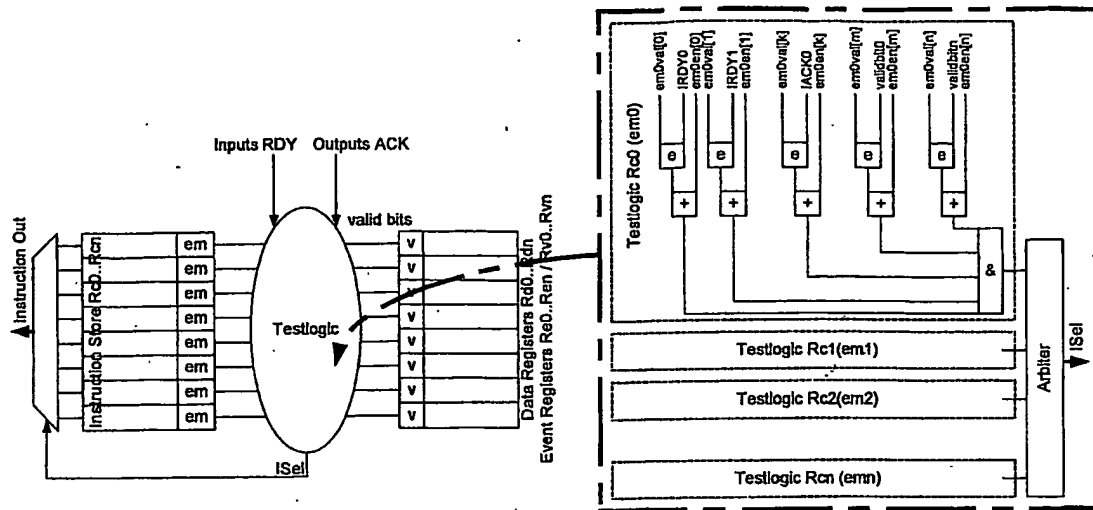 Inputs RDY
Outputs ACK
valid bits
Instruction Out
Instruction Store Rc0..Rcn
em
em
em
em
em
em
em
em
Testlogic
v
v
v
v
v
v
v
v
Data Registers Rd0..Rdn
Event Registers Re0..Ren / Rv0..Rvn
ISel
Testlogic Rc0 (em0)
em0val[0]
IRDY0
em0en[0]
em0val[1]
IRDY1
em0en[1]
em0val[k]
IACK0
em0en[k]
em0val[m]
validbit0
em0en[m]
em0val[n]
validbitn
em0en[n]
e
e
e
e
e
+
+
+
+
+
&
Testlogic Rc1(em1)
Testlogic Rc2(em2)
Testlogic Rcn (emn)
Arbiter
ISel